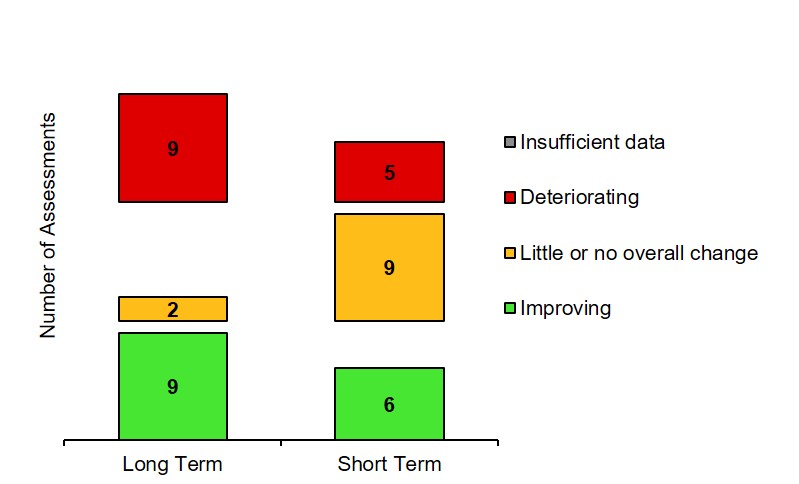 Number of Assessments
9
2
9
5
9
6
Long Term
Short Term
Insufficient data
Deteriorating
Little or no overall change
Improving